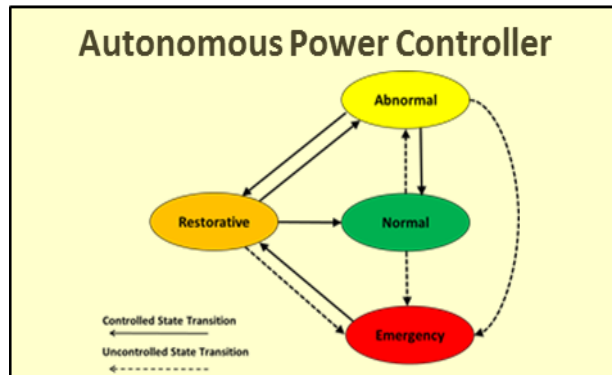 Autonomous Power Controller
Abnormal
Restorative
Normal
Emergency
Controlled State Transition
Uncontrolled State Transition